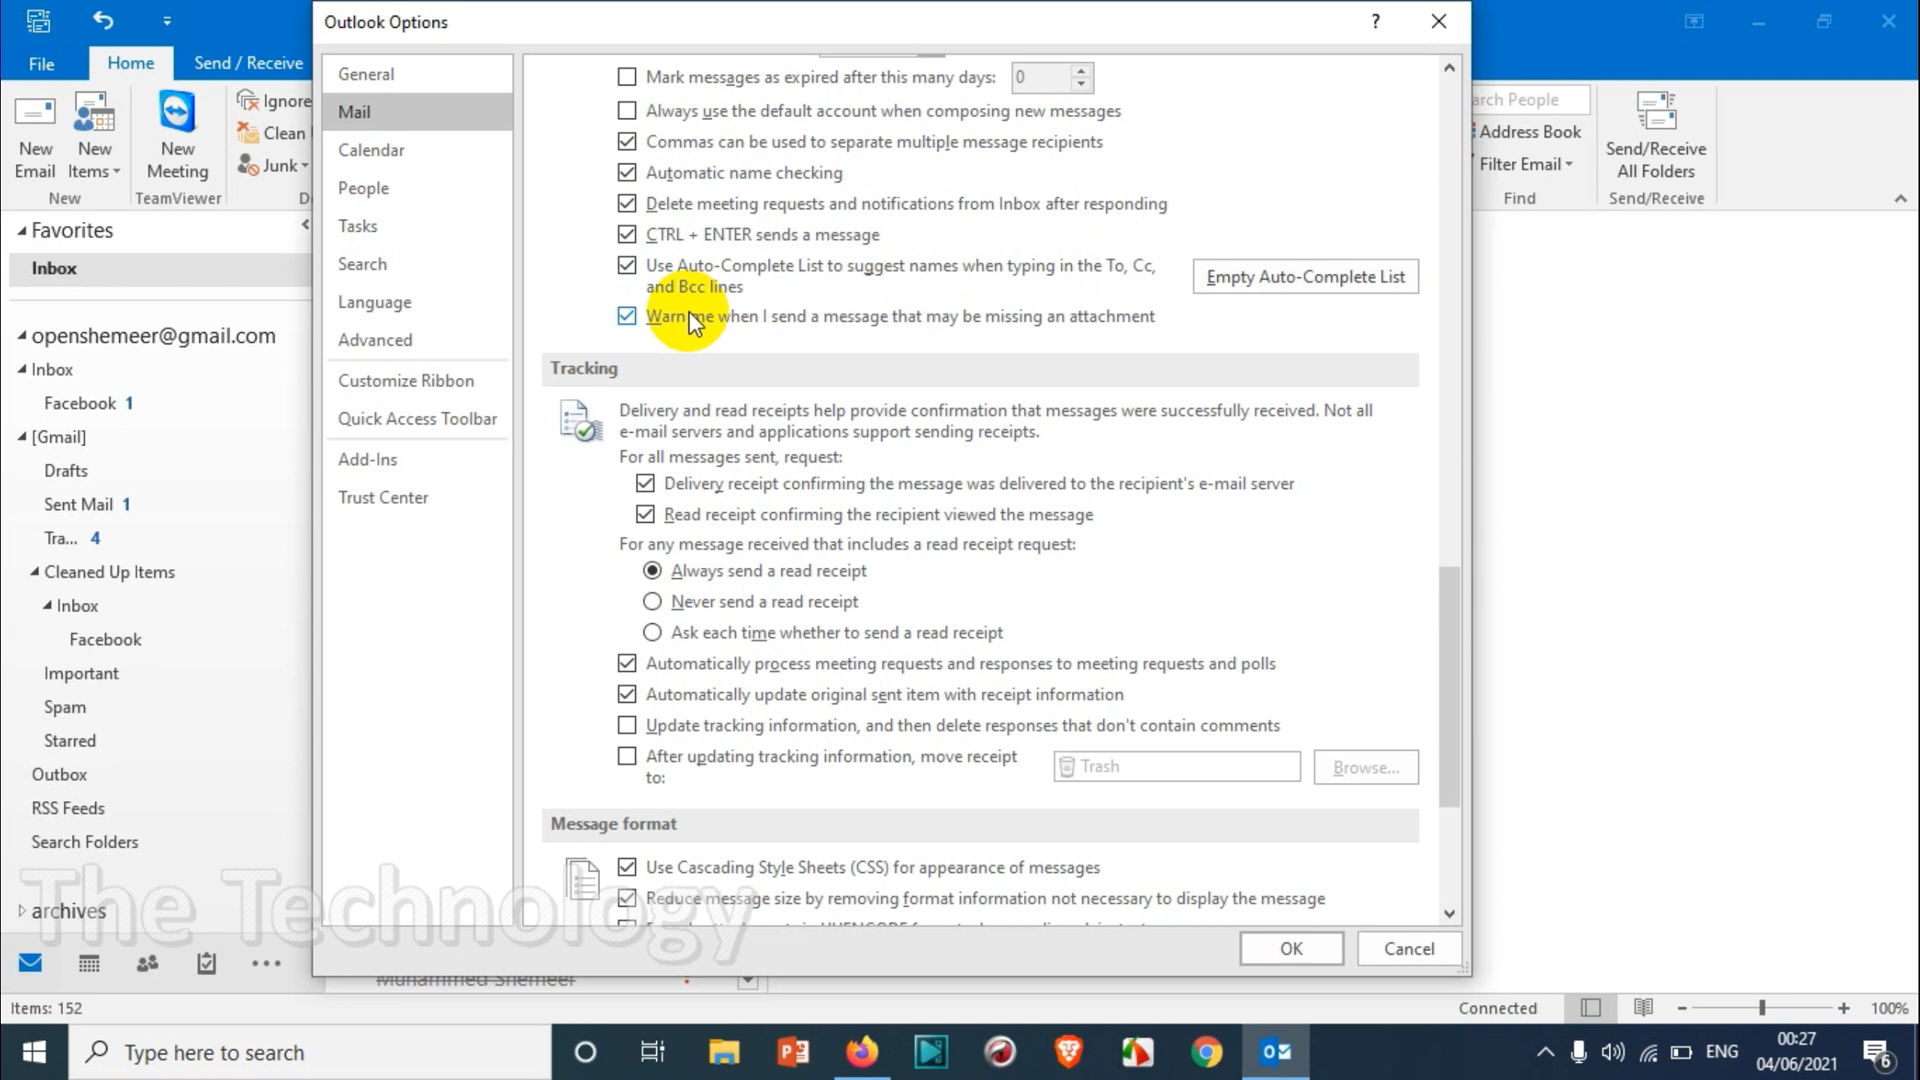 Outlook Options
?
File
Home
Send / Receive
New Email
New Items
New
New Meeting
TeamViewer
Ignore
Clean
Junk
Search People
Address Book
Filter Email
Find
Send/Receive All Folders
Send/Receive
Favorites
Inbox
openshemeer@gmail.com
Inbox
Facebook 1
[Gmail]
Drafts
Sent Mail 1
Tra... 4
Cleaned Up Items
Inbox
Facebook
Important
Spam
Starred
Outbox
RSS Feeds
Search Folders
archives
General
Mail
Calendar
People
Tasks
Search
Language
Advanced
Customize Ribbon
Quick Access Toolbar
Add-Ins
Trust Center
Mark messages as expired after this many days: 0
Always use the default account when composing new messages
Commas can be used to separate multiple message recipients
Automatic name checking
Delete meeting requests and notifications from Inbox after responding
CTRL + ENTER sends a message
Use Auto-Complete List to suggest names when typing in the To, Cc,
and Bcc lines
Empty Auto-Complete List
Warn me when I send a message that may be missing an attachment
Tracking
Delivery and read receipts help provide confirmation that messages were successfully received. Not all
e-mail servers and applications support sending receipts.
For all messages sent, request:
Delivery receipt confirming the message was delivered to the recipient's e-mail server
Read receipt confirming the recipient viewed the message
For any message received that includes a read receipt request:
Always send a read receipt
Never send a read receipt
Ask each time whether to send a read receipt
Automatically process meeting requests and responses to meeting requests and polls
Automatically update original sent item with receipt information
Update tracking information, and then delete responses that don't contain comments
After updating tracking information, move receipt
to:
Trash
Browse...
Message format
Use Cascading Style Sheets (CSS) for appearance of messages
Reduce message size by removing format information not necessary to display the message
OK
Cancel
The Technology
Muhammed Shemeer
Items: 152
Connected
100%
Type here to search
ENG
00:27
04/06/2021
6